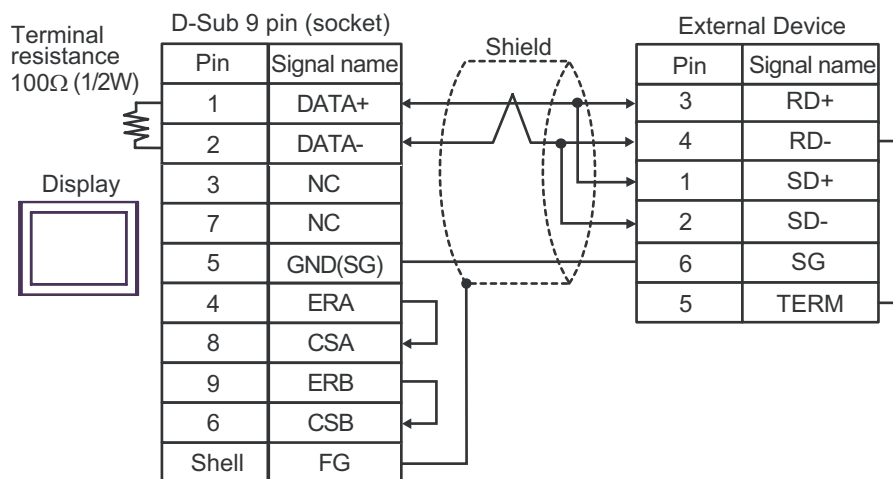 Terminal
resistance
100Ω (1/2W)
D-Sub 9 pin (socket)
Pin Signal name
1 DATA+
2 DATA-
3 NC
7 NC
5 GND(SG)
4 ERA
8 CSA
9 ERB
6 CSB
Shell FG
Display
Shield
External Device
Pin Signal name
3 RD+
4 RD-
1 SD+
2 SD-
6 SG
5 TERM